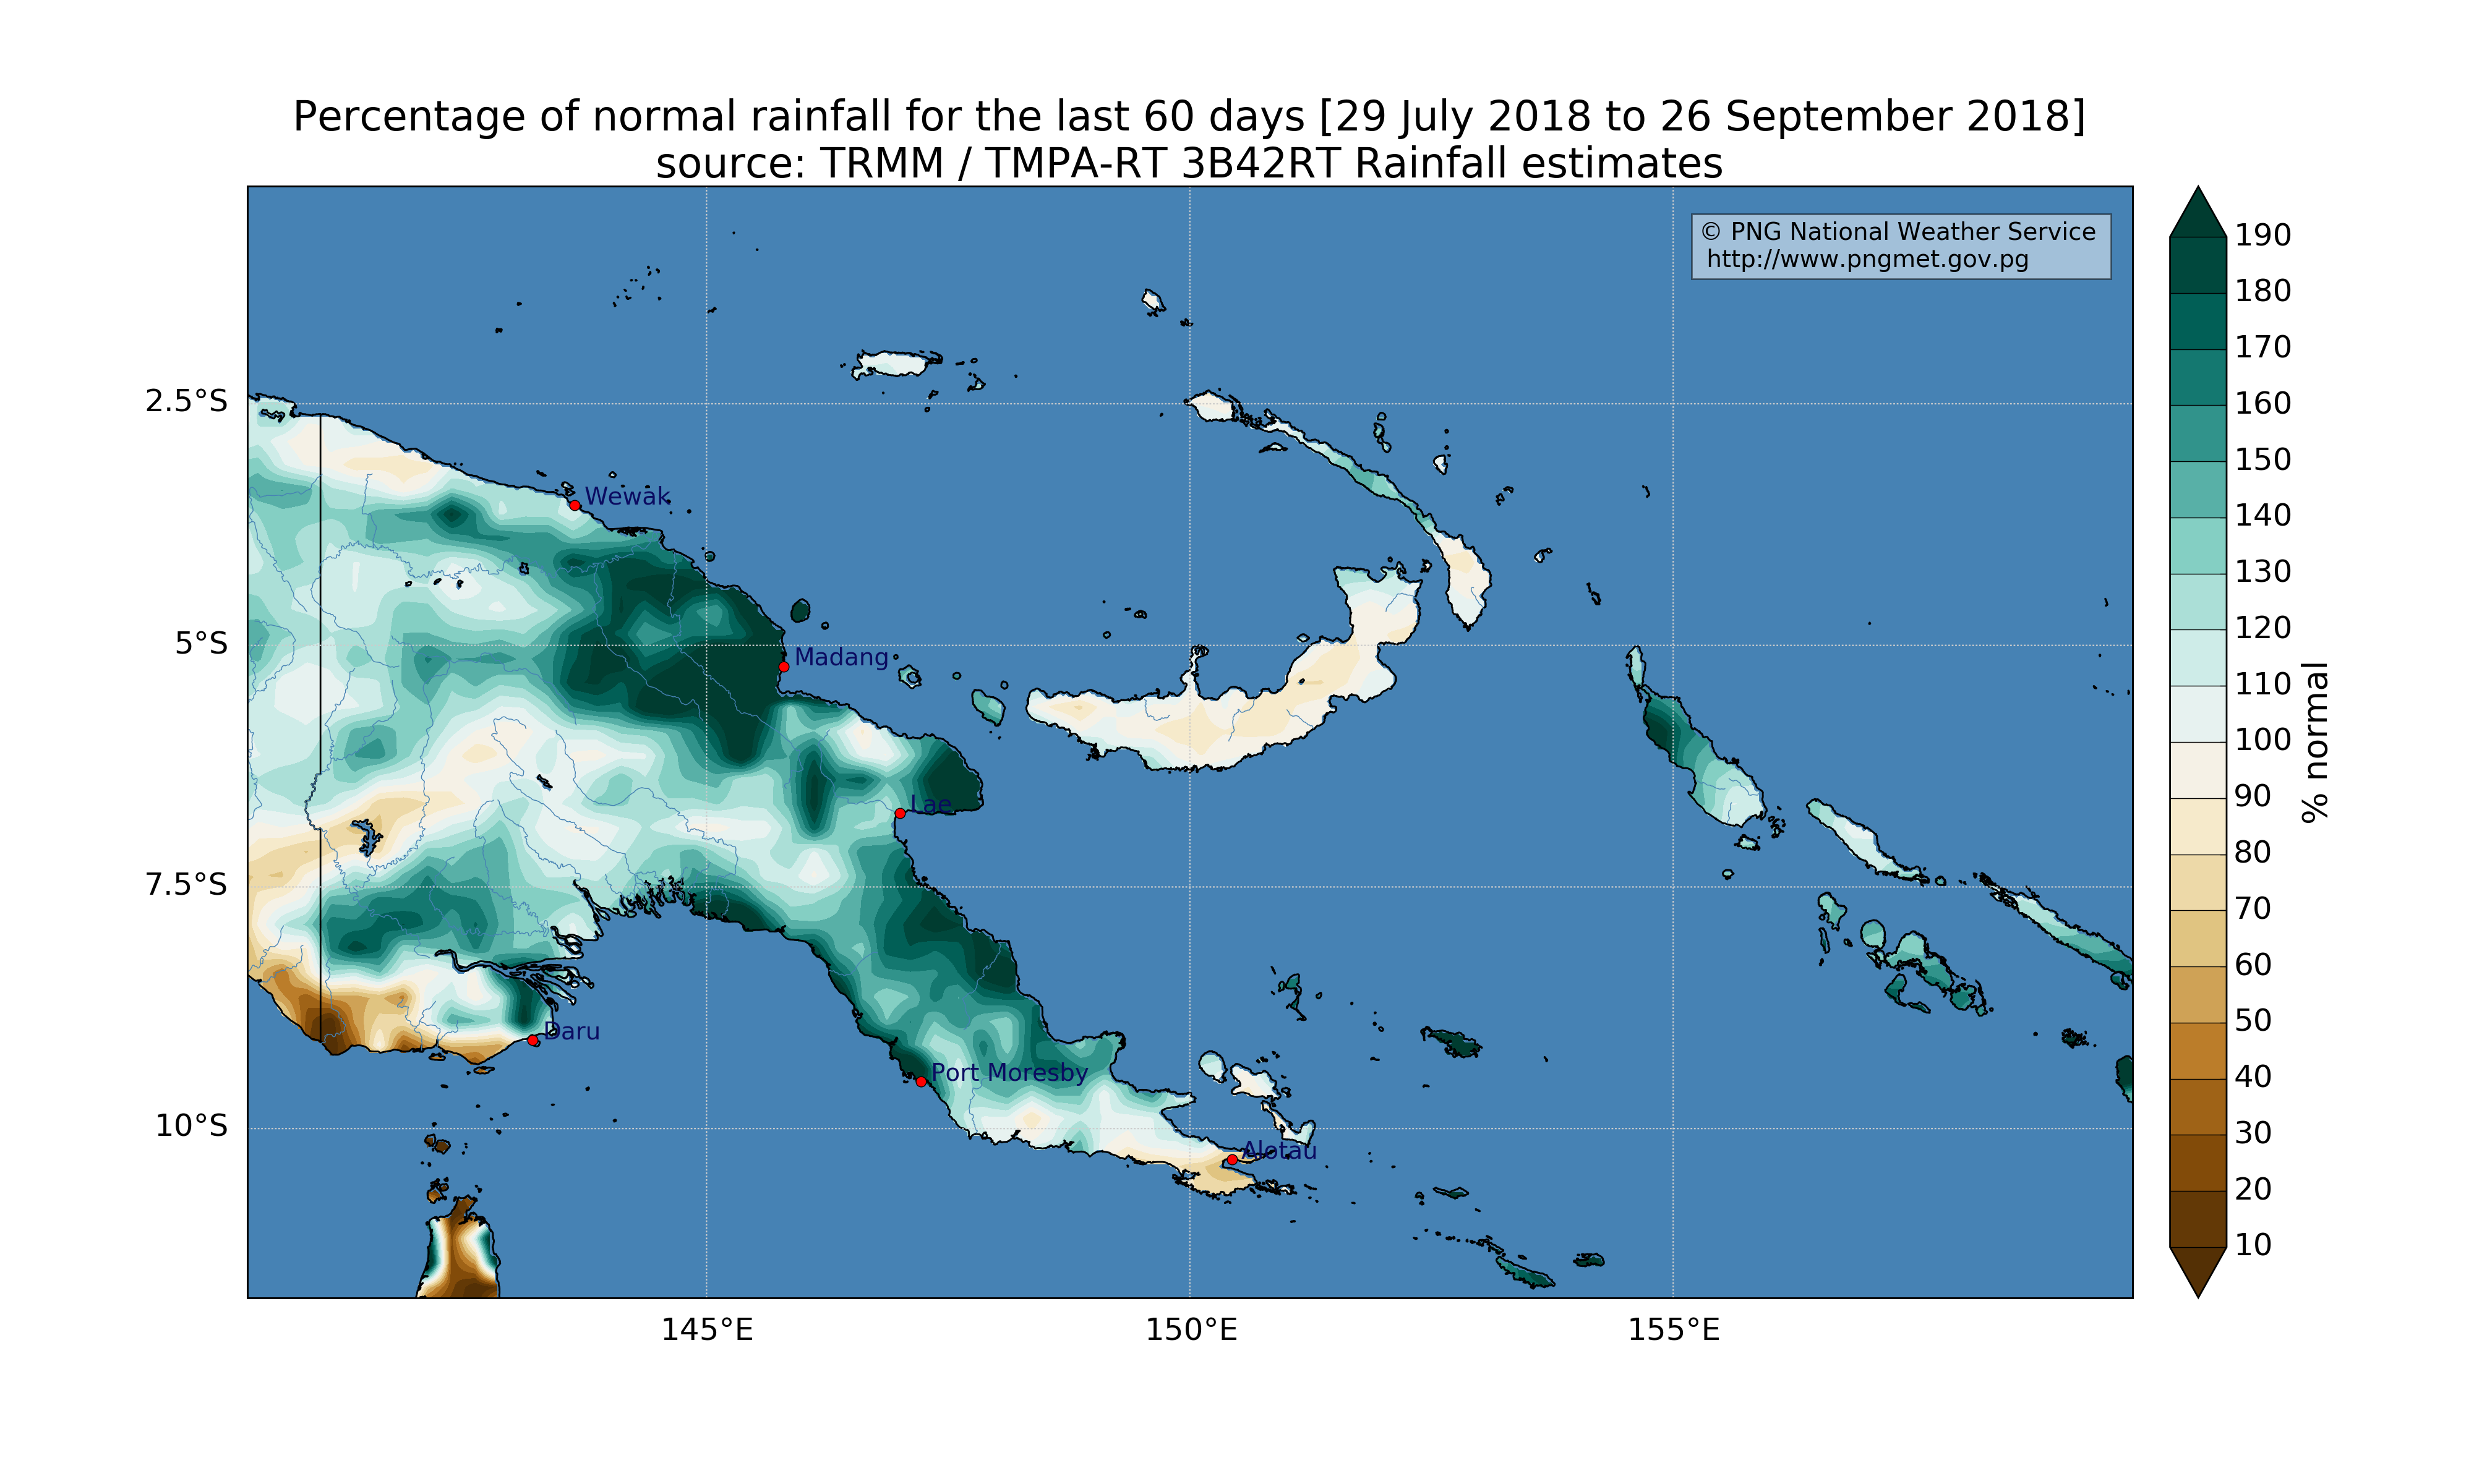 Percentage of normal rainfall for the last 60 days [29 July 2018 to 26 September 2018]
source: TRMM / TMPA-RT 3B42RT Rainfall estimates
© PNG National Weather Service
http://www.pngmet.gov.pg
2.5°S
5°S
7.5°S
10°S
Wewak
Madang
Lae
Daru
Port Moresby
Alotau
145°E
150°E
155°E
190
180
170
160
150
140
130
120
110
100
90
80
70
60
50
40
30
20
10
% normal